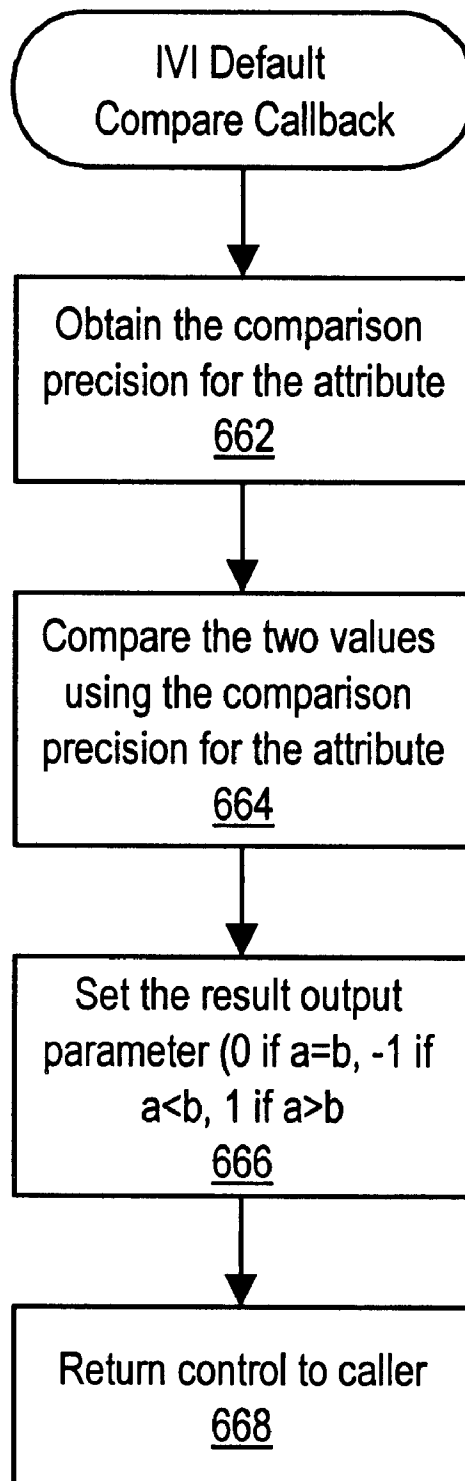 IVI Default
Compare Callback
Obtain the comparison
precision for the attribute
662
Compare the two values
using the comparison
precision for the attribute
664
Set the result output
parameter (0 if a=b, -1 if
a<b, 1 if a>b
666
Return control to caller
668